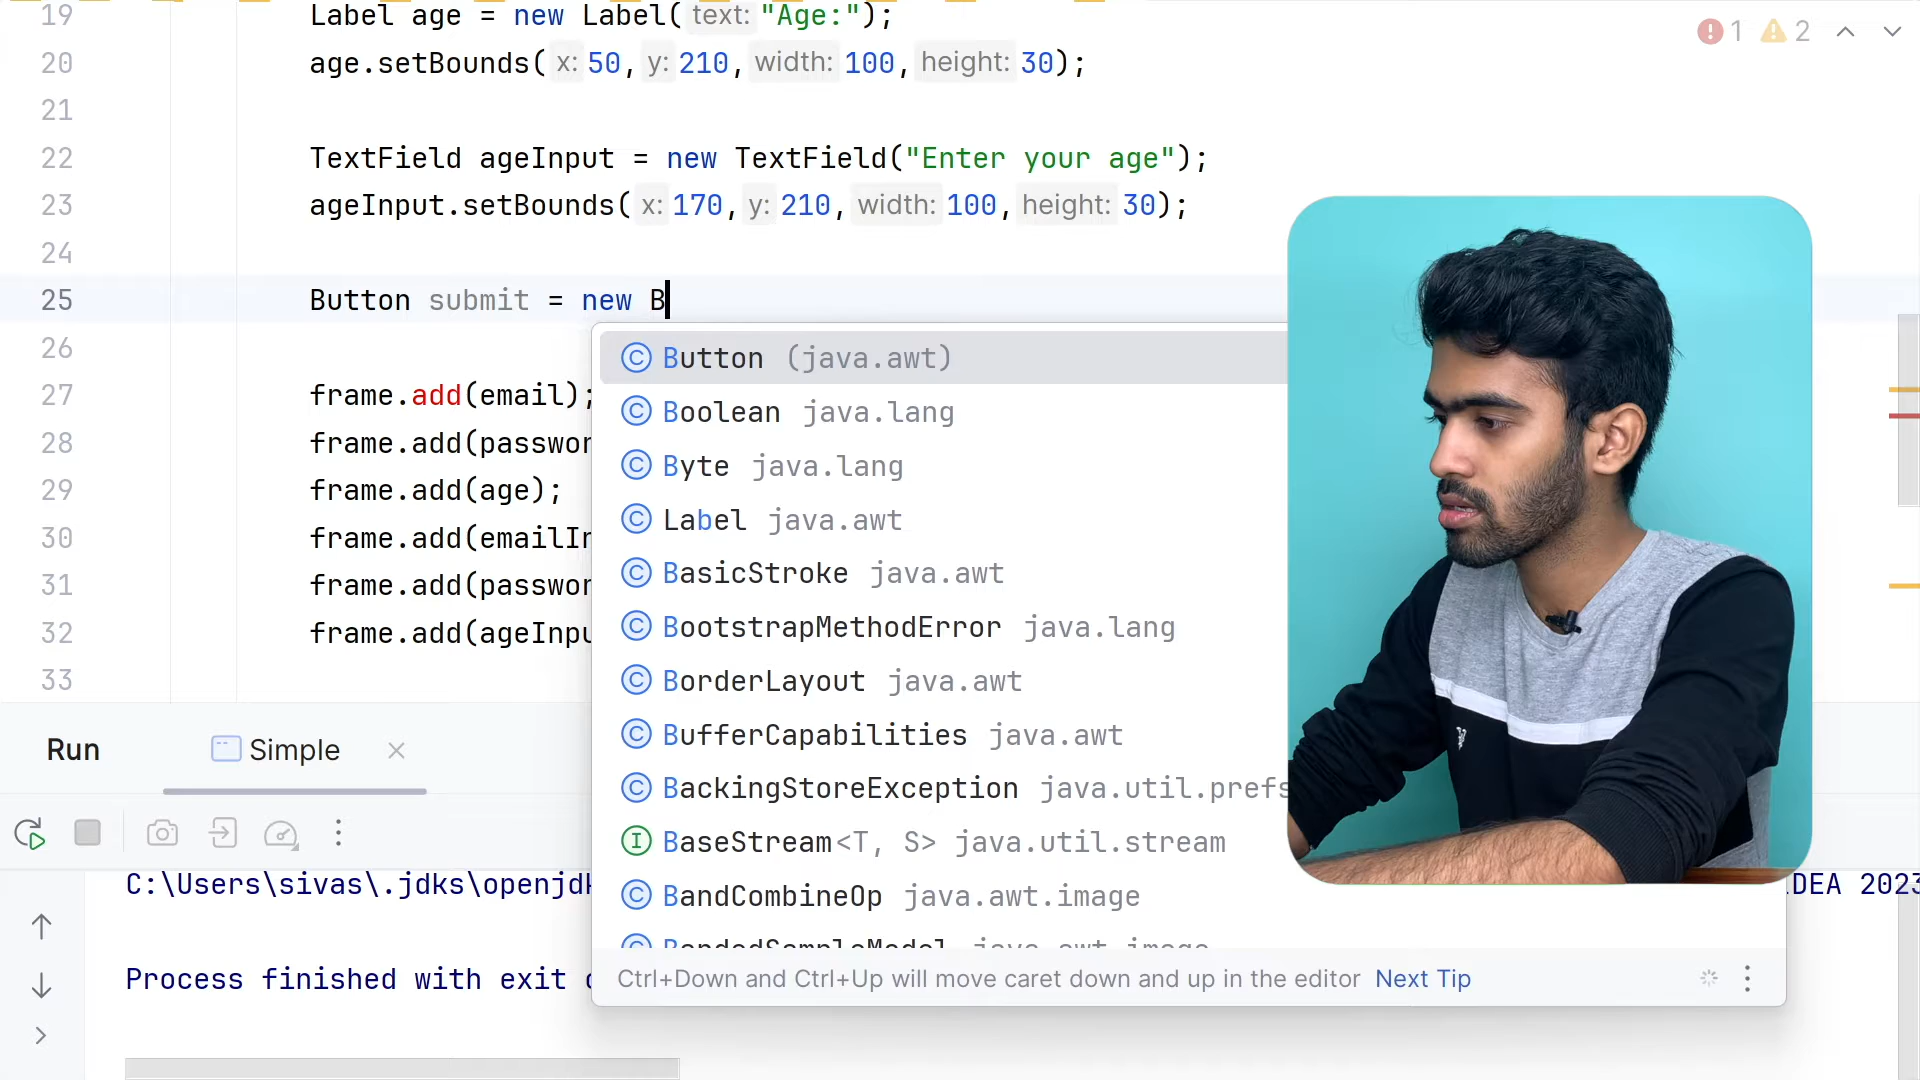 19 Label age = new Label( text: "Age:");
20 age.setBounds( x: 50, y: 210, width: 100, height: 30);
21
22 TextField ageInput = new TextField("Enter your age");
23 ageInput.setBounds( x: 170, y: 210, width: 100, height: 30);
24
25 Button submit = new B
26
27 frame.add(email);
28 frame.add(passwor
29 frame.add(age);
30 frame.add(emailIn
31 frame.add(passwor
32 frame.add(ageInpu
33
1 2
Button (java.awt)
Boolean java.lang
Byte java.lang
Label java.awt
BasicStroke java.awt
BootstrapMethodError java.lang
BorderLayout java.awt
BufferCapabilities java.awt
BackingStoreException java.util.prefs
BaseStream<T, S> java.util.stream
BandCombineOp java.awt.image
BandedSampleModel java.awt.image
Ctrl+Down and Ctrl+Up will move caret down and up in the editor Next Tip
Run Simple
C:\Users\sivas\.jdks\openjdk IDEA 2023
Process finished with exit c